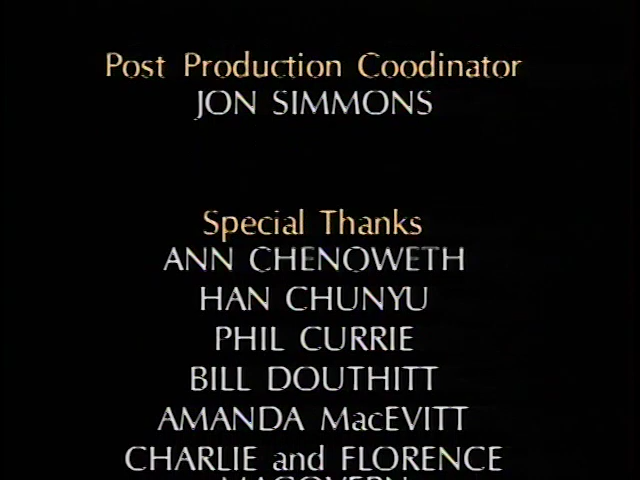 Post Production Coodinator
JON SIMMONS
Special Thanks
ANN CHENOWETH
HAN CHUNYU
PHIL CURRIE
BILL DOUTHITT
AMANDA MacEVITT
CHARLIE and FLORENCE